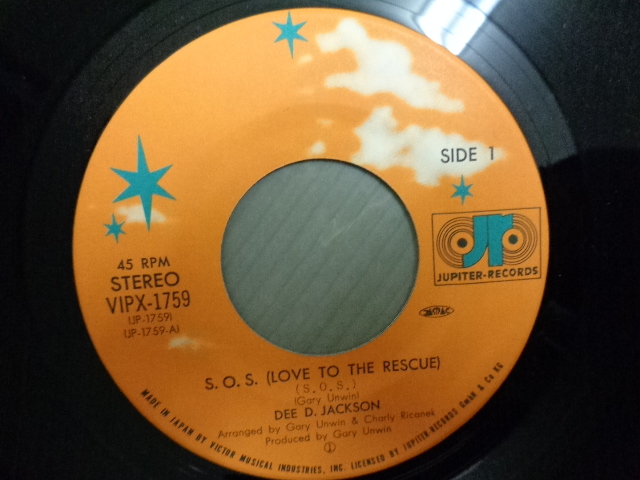 SIDE 1
JUPITER-RECORDS
45 RPM
STEREO
VIPX-1759
(JP-1759)
(JP-1759-A)
S.O.S. (LOVE TO THE RESCUE)
(S.O.S.)
(Gary Unwin)
DEE D. JACKSON
Arranged by Gary Unwin & Charly Ricanek
Produced by Gary Unwin
MADE IN JAPAN BY VICTOR MUSICAL INDUSTRIES, INC. LICENSED BY JUPITER RECORDS GmbH & Co KG